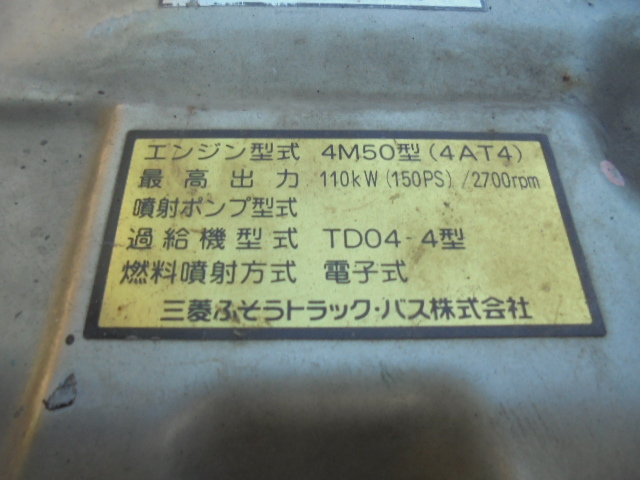 エンジン型式 4M50型(4AT4)
最高出力 110kW(150PS)/2700rpm
噴射ポンプ型式
過給機型式 TD04-4型
燃料噴射方式 電子式
三菱ふそうトラック・バス株式会社